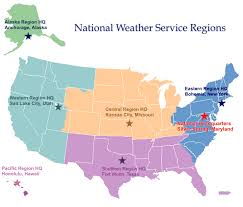 Alaska Region HQ
Anchorage, Alaska
National Weather Service Regions
Western Region HQ
Salt Lake City, Utah
Central Region HQ
Kansas City, Missouri
Eastern Region HQ
Bohemia, New York
National Headquarters
Silver Spring, Maryland
Pacific Region HQ
Honolulu, Hawaii
Southern Region HQ
Fort Worth, Texas